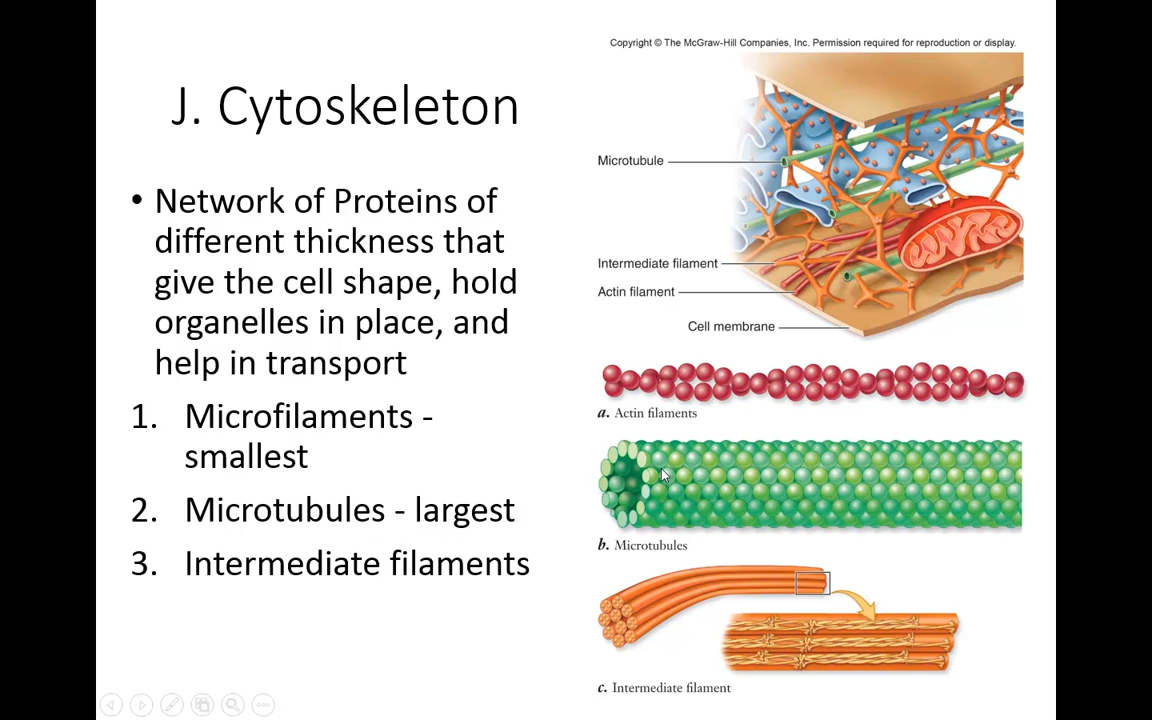 Copyright © The McGraw-Hill Companies, Inc. Permission required for reproduction or display.
J. Cytoskeleton
• Network of Proteins of
different thickness that
give the cell shape, hold
organelles in place, and
help in transport
1. Microfilaments -
smallest
2. Microtubules - largest
3. Intermediate filaments
Microtubule
Intermediate filament
Actin filament
Cell membrane
a. Actin filaments
b. Microtubules
c. Intermediate filament